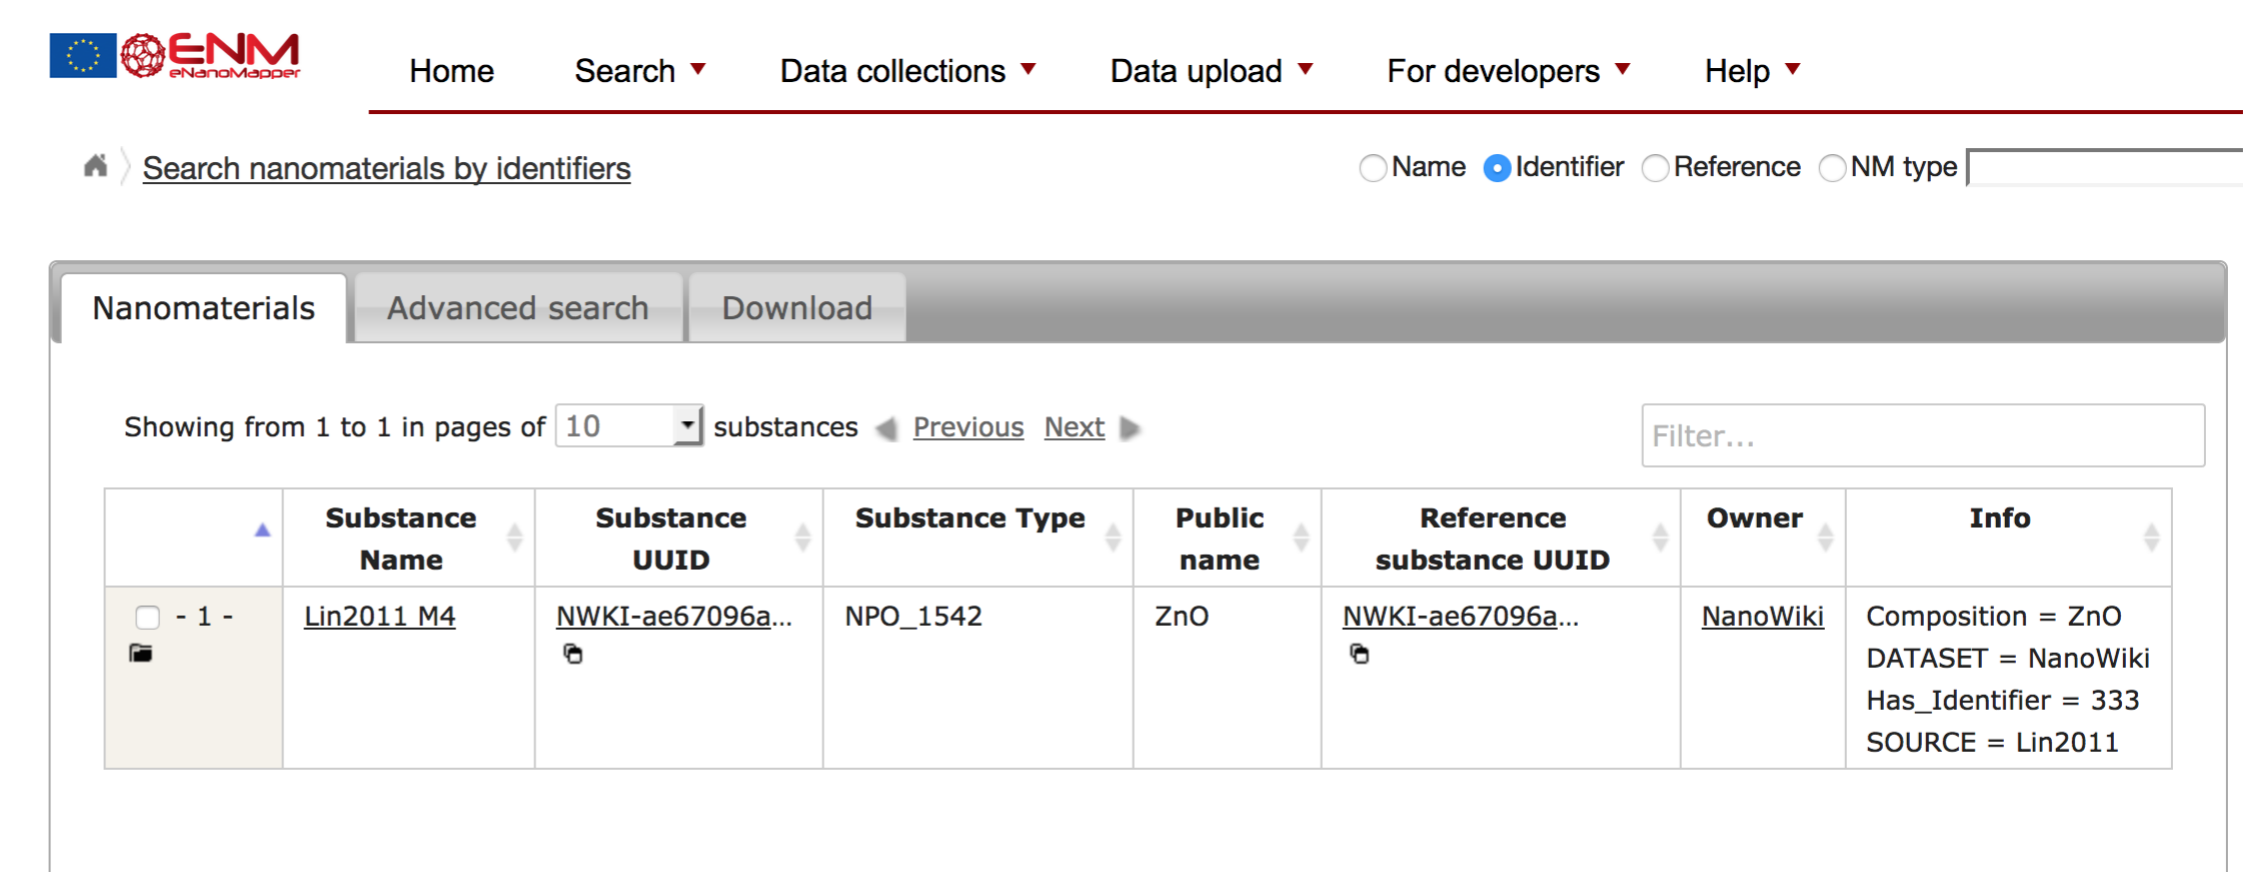 ENM
eNanoMapper
Home Search Data collections Data upload For developers Help
Search nanomaterials by identifiers
Name Identifier Reference NM type
Nanomaterials Advanced search Download
Showing from 1 to 1 in pages of 10 substances Previous Next
Filter...
Substance Name Substance UUID Substance Type Public name Reference substance UUID Owner Info
- 1 - Lin2011 M4 NWKI-ae67096a... NPO_1542 ZnO NWKI-ae67096a... NanoWiki Composition = ZnO
DATASET = NanoWiki
Has_Identifier = 333
SOURCE = Lin2011